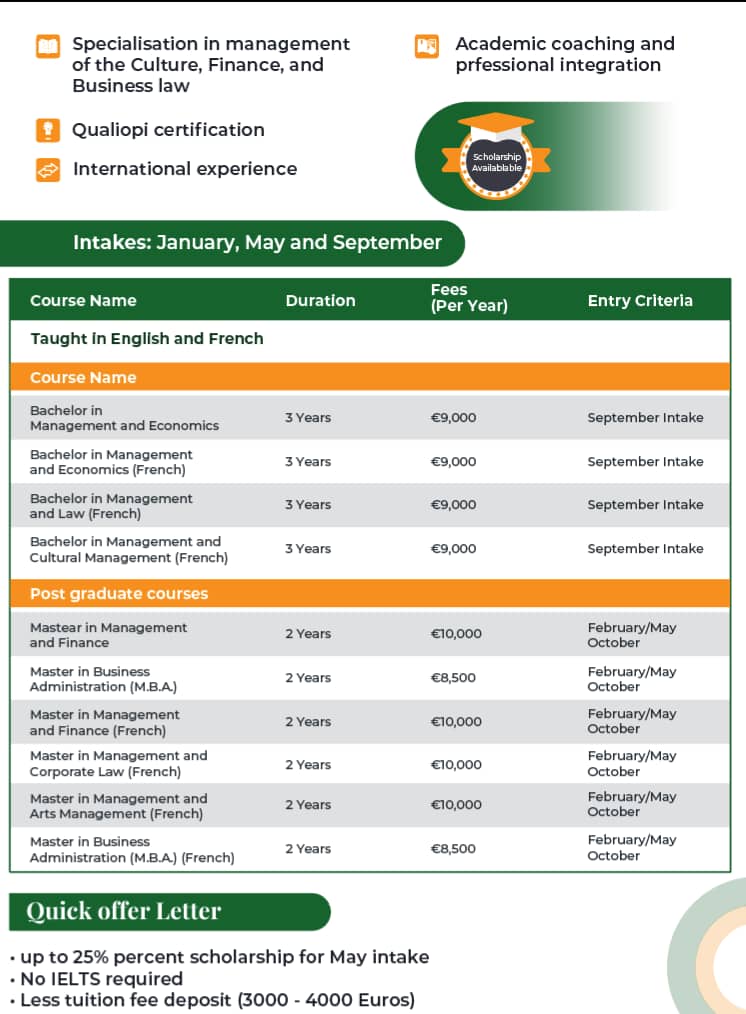 Specialisation in management
of the Culture, Finance, and
Business law
Qualiopi certification
International experience
Academic coaching and
prfessional integration
Scholarship
Availablable
Intakes: January, May and September
Course Name Duration Fees (Per Year) Entry Criteria
Taught in English and French
Course Name
Bachelor in
Management and Economics 3 Years €9,000 September Intake
Bachelor in Management
and Economics (French) 3 Years €9,000 September Intake
Bachelor in Management
and Law (French) 3 Years €9,000 September Intake
Bachelor in Management and
Cultural Management (French) 3 Years €9,000 September Intake
Post graduate courses
Mastear in Management
and Finance 2 Years €10,000 February/May
October
Master in Business
Administration (M.B.A.) 2 Years €8,500 February/May
October
Master in Management
and Finance (French) 2 Years €10,000 February/May
October
Master in Management and
Corporate Law (French) 2 Years €10,000 February/May
October
Master in Management and
Arts Management (French) 2 Years €10,000 February/May
October
Master in Business
Administration (M.B.A.) (French) 2 Years €8,500 February/May
October
Quick offer Letter
• up to 25% percent scholarship for May intake
• No IELTS required
• Less tuition fee deposit (3000 - 4000 Euros)